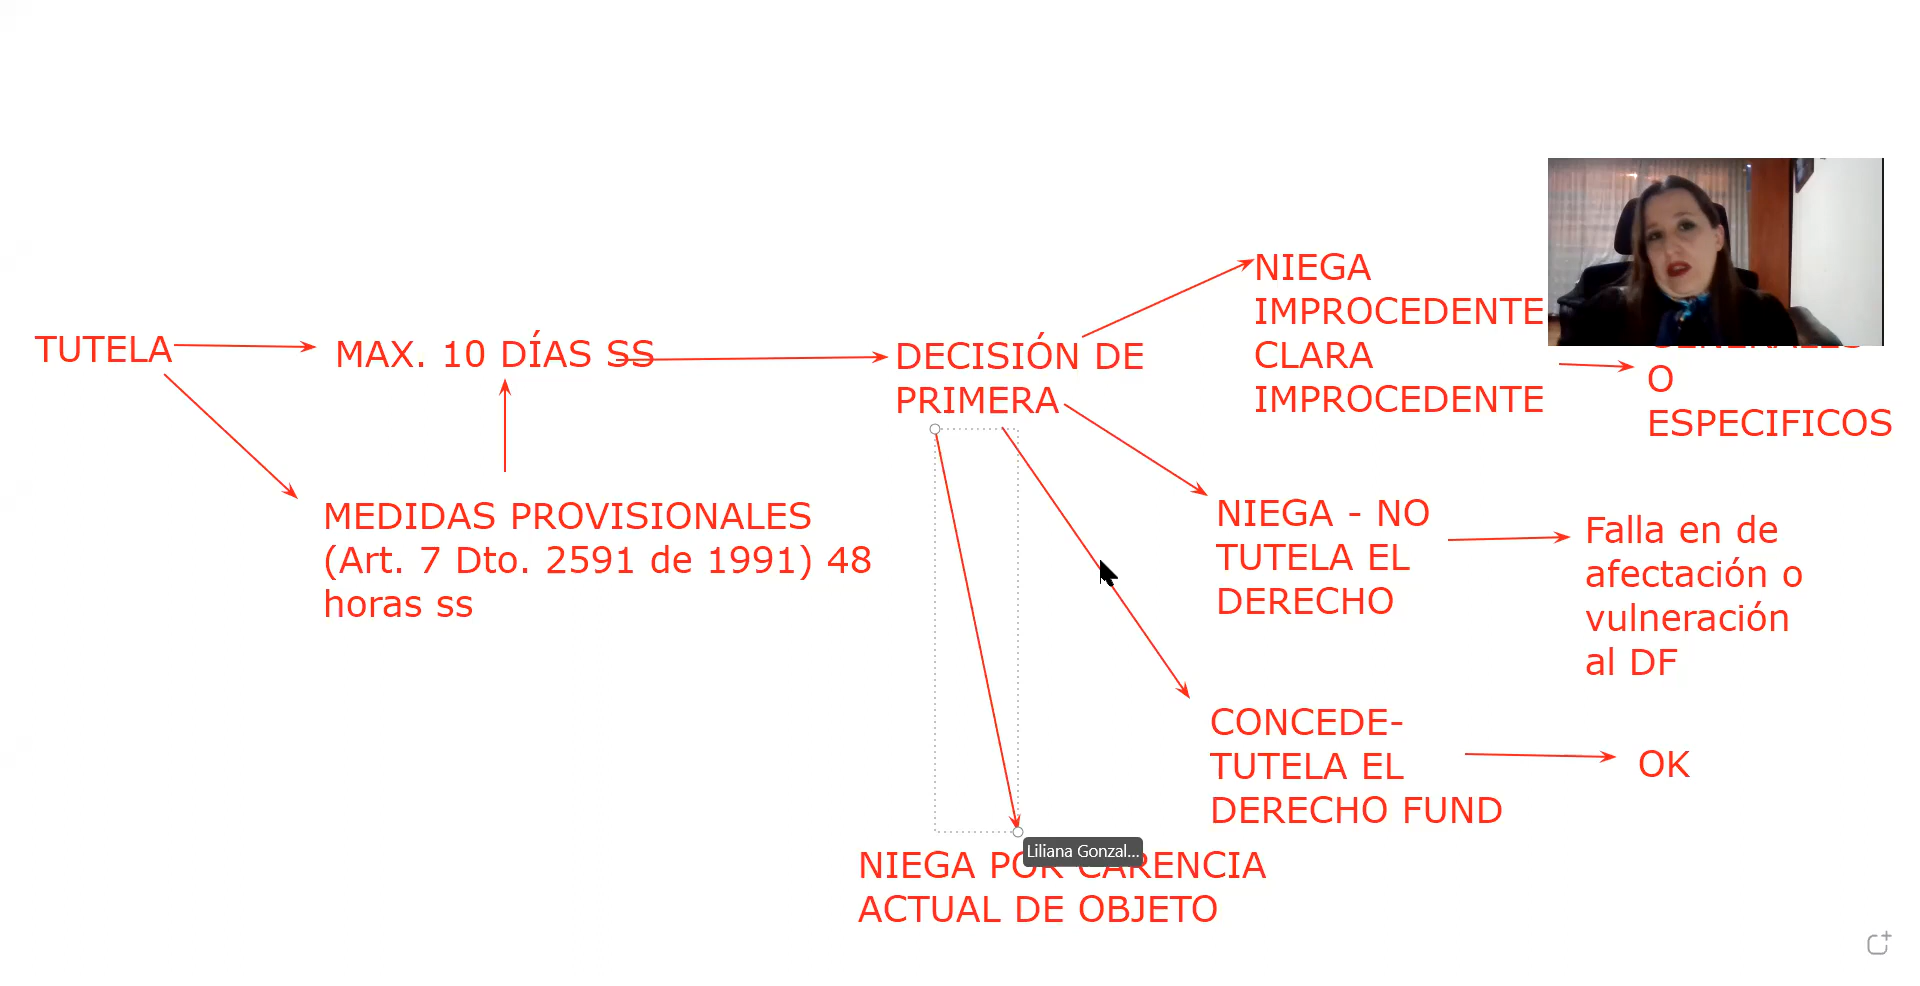 TUTELA
MAX. 10 DÍAS SS
MEDIDAS PROVISIONALES
(Art. 7 Dto. 2591 de 1991) 48
horas ss
DECISIÓN DE
PRIMERA
NIEGA
IMPROCEDENTE
CLARA
IMPROCEDENTE
O
ESPECIFICOS
NIEGA - NO
TUTELA EL
DERECHO
Falla en de
afectación o
vulneración
al DF
CONCEDE-
TUTELA EL
DERECHO FUND
OK
Liliana Gonzal...
NIEGA POR CARENCIA
ACTUAL DE OBJETO